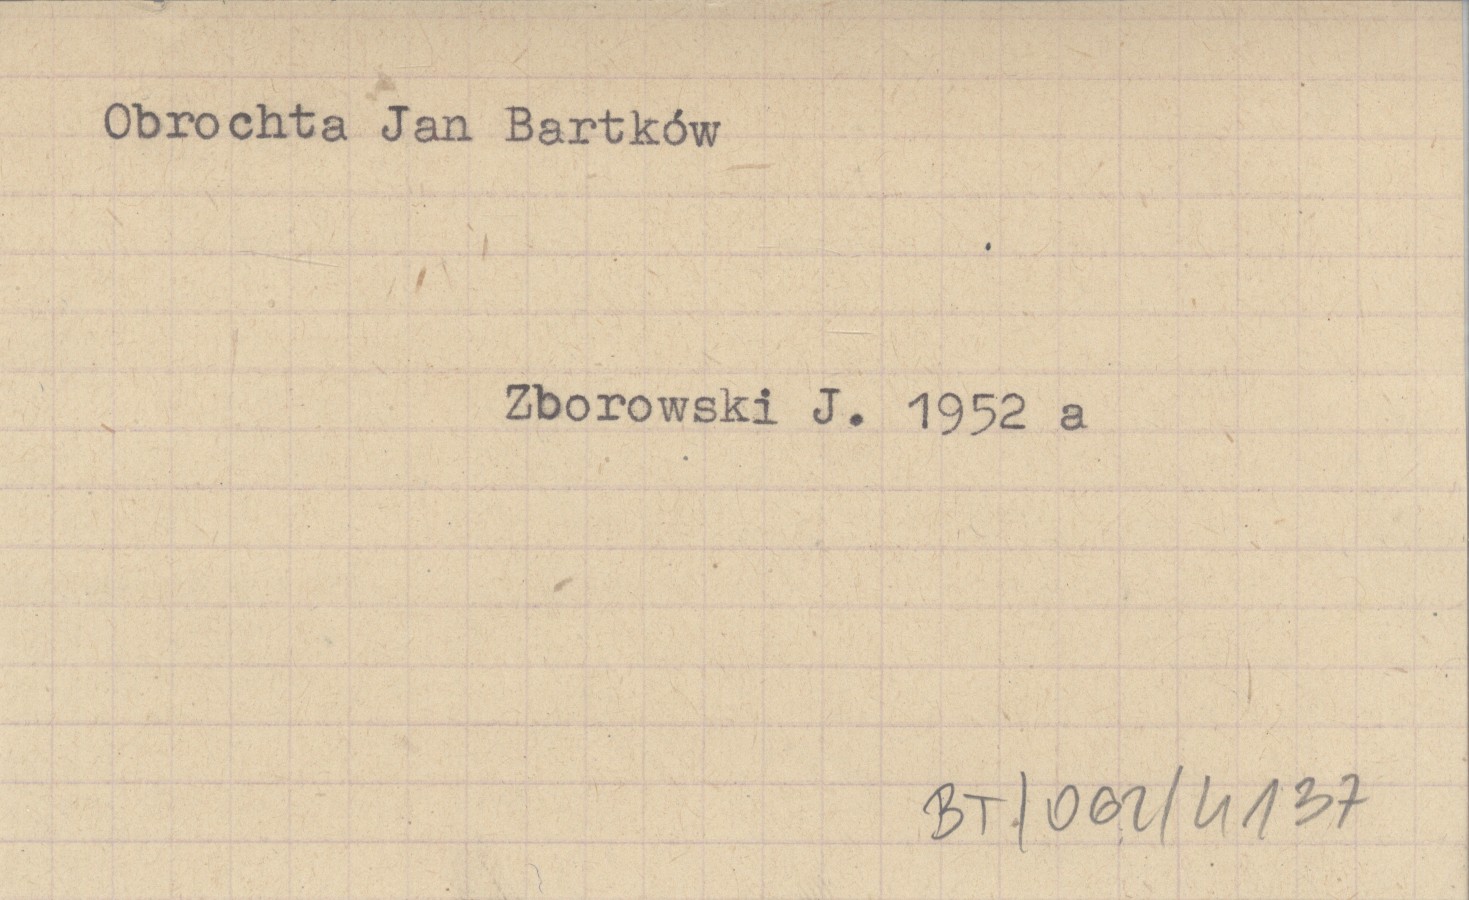 Obrochta Jan Bartków
Zborowski J. 1952 a
BT/002/4137